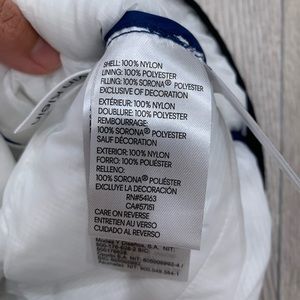 SHELL: 100% NYLON
LINING: 100% POLYESTER
FILLING: 100% SORONA® POLYESTER
EXCLUSIVE OF DECORATION
EXTÉRIEUR: 100% NYLON
DOUBLURE: 100% POLYESTER
REMBOURRAGE:
100% SORONA® POLYESTER
SAUF DÉCORATION
EXTERIOR: 100% NYLON
FORRO: 100% POLIÉSTER
RELLENO:
100% SORONA® POLIÉSTER
EXCLUYE LA DECORACIÓN
RN#54163
CA#57151
CARE ON REVERSE
ENTRETIEN AU VERSO
CUIDADO AL REVERSO
S.A. NIT: